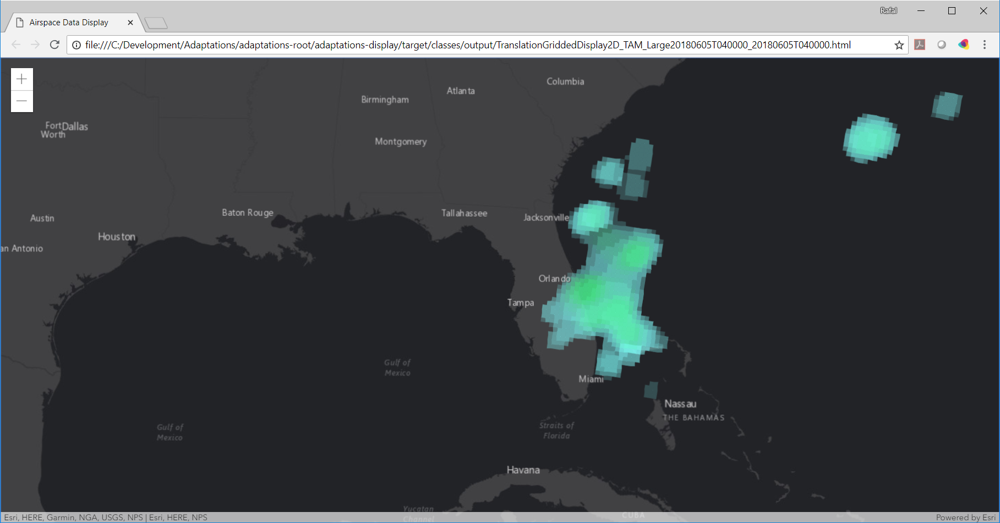 Rafal
Airspace Data Display
file:///C:/Development/Adaptations/adaptations-root/adaptations-display/target/classes/output/TranslationGriddedDisplay2D_TAM_Large20180605T040000_20180605T040000.html
Columbia
Atlanta
Birmingham
Fort
Dallas
Worth
Montgomery
Baton Rouge
Tallahassee
Jacksonville
Austin
Houston
an Antonio
Orlando
Tampa
Gulf of
Mexico
Miami
Nassau
THE BAHAMAS
Gulf of
Mexico
Straits of
Florida
Havana
Yucatan
Channel
CUBA
Esri, HERE, Garmin, NGA, USGS, NPS | Esri, HERE, NPS
Powered by Esri